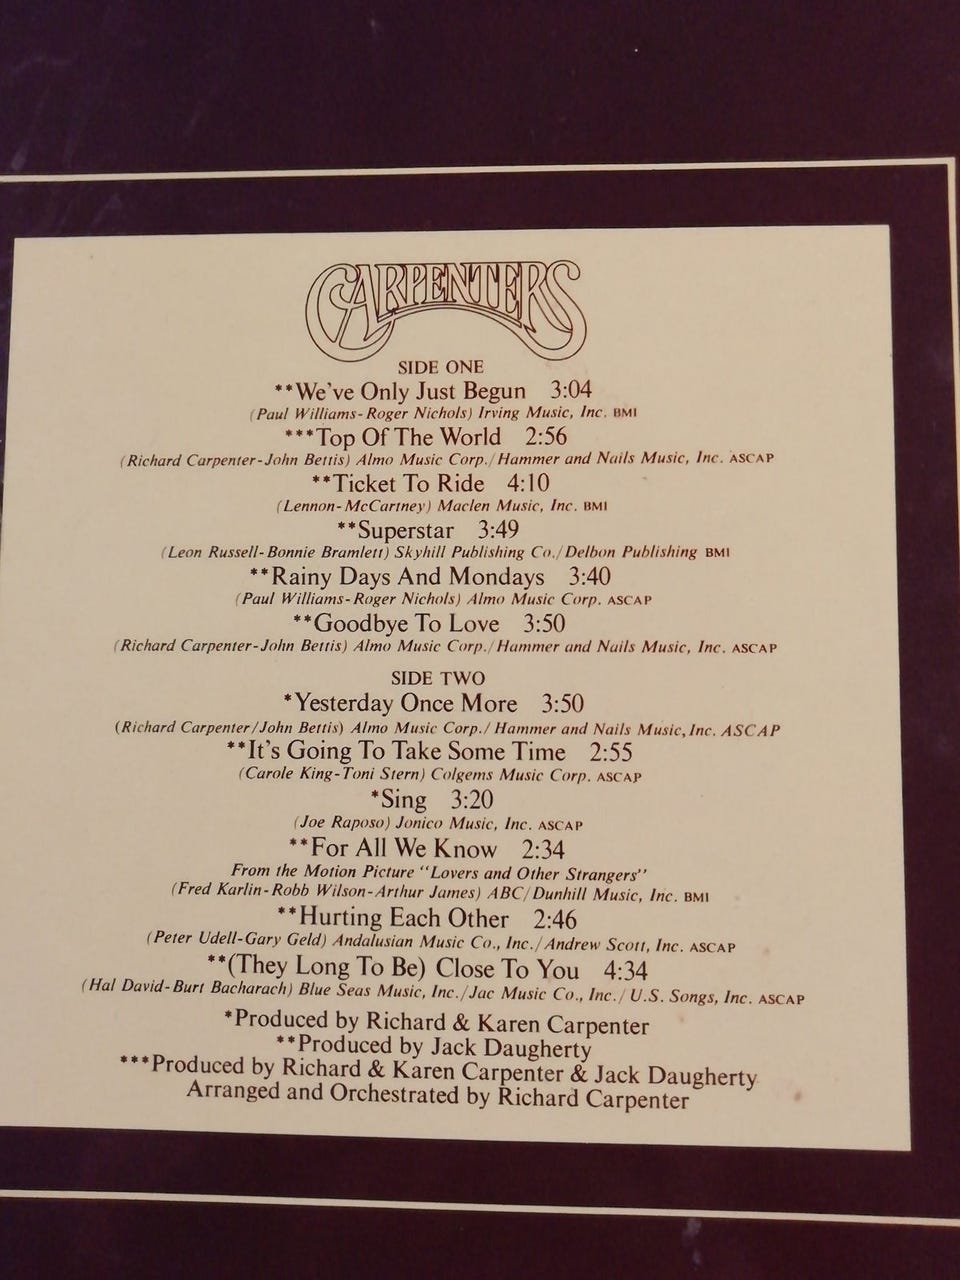 CARPENTERS
SIDE ONE
**We've Only Just Begun 3:04
(Paul Williams-Roger Nichols) Irving Music, Inc. BMI
***Top Of The World 2:56
(Richard Carpenter-John Bettis) Almo Music Corp./Hammer and Nails Music, Inc. ASCAP
**Ticket To Ride 4:10
(Lennon-McCartney) Maclen Music, Inc. BMI
**Superstar 3:49
(Leon Russell-Bonnie Bramlett) Skyhill Publishing Co./Delbon Publishing BMI
**Rainy Days And Mondays 3:40
(Paul Williams-Roger Nichols) Almo Music Corp. ASCAP
**Goodbye To Love 3:50
(Richard Carpenter-John Bettis) Almo Music Corp./Hammer and Nails Music, Inc. ASCAP
SIDE TWO
*Yesterday Once More 3:50
(Richard Carpenter/John Bettis) Almo Music Corp./Hammer and Nails Music, Inc. ASCAP
**It's Going To Take Some Time 2:55
(Carole King-Toni Stern) Colgems Music Corp. ASCAP
*Sing 3:20
(Joe Raposo) Jonico Music, Inc. ASCAP
**For All We Know 2:34
From the Motion Picture "Lovers and Other Strangers"
(Fred Karlin-Robb Wilson-Arthur James) ABC/Dunhill Music, Inc. BMI
**Hurting Each Other 2:46
(Peter Udell-Gary Geld) Andalusian Music Co., Inc./Andrew Scott, Inc. ASCAP
**(They Long To Be) Close To You 4:34
(Hal David-Burt Bacharach) Blue Seas Music, Inc./Jac Music Co., Inc./U.S. Songs, Inc. ASCAP
*Produced by Richard & Karen Carpenter
**Produced by Jack Daugherty
***Produced by Richard & Karen Carpenter & Jack Daugherty
Arranged and Orchestrated by Richard Carpenter